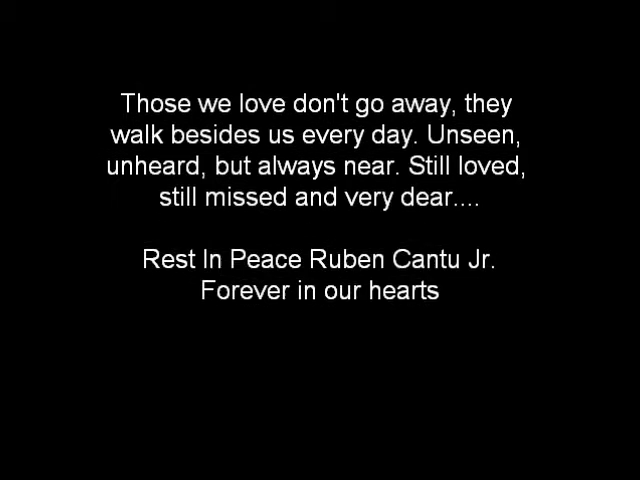 Those we love don't go away, they
walk besides us every day. Unseen,
unheard, but always near. Still loved,
still missed and very dear....
Rest In Peace Ruben Cantu Jr.
Forever in our hearts